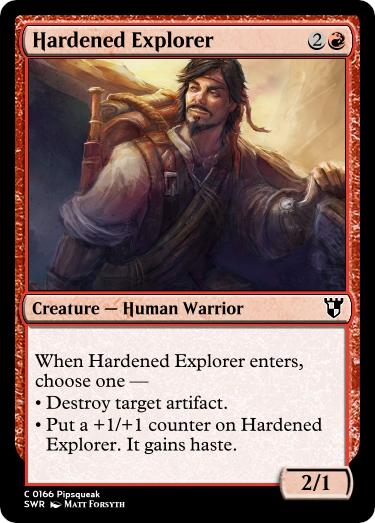 Hardened Explorer 2
Creature — Human Warrior
When Hardened Explorer enters,
choose one —
• Destroy target artifact.
• Put a +1/+1 counter on Hardened
Explorer. It gains haste.
2/1
C 0166 Pipsqueak
SWR Matt Forsyth